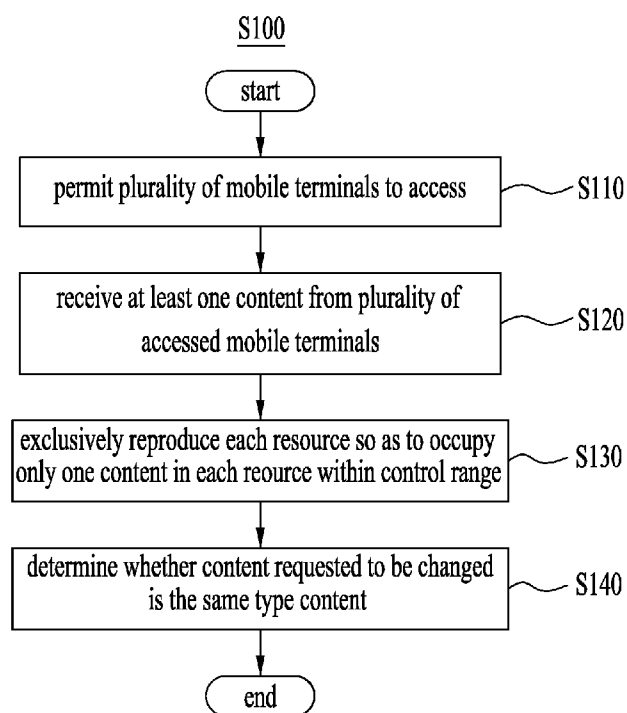 S100
start
permit plurality of mobile terminals to access
S110
receive at least one content from plurality of
accessed mobile terminals
S120
exclusively reproduce each resource so as to occupy
only one content in each reource within control range
S130
determine whether content requested to be changed
is the same type content
S140
end